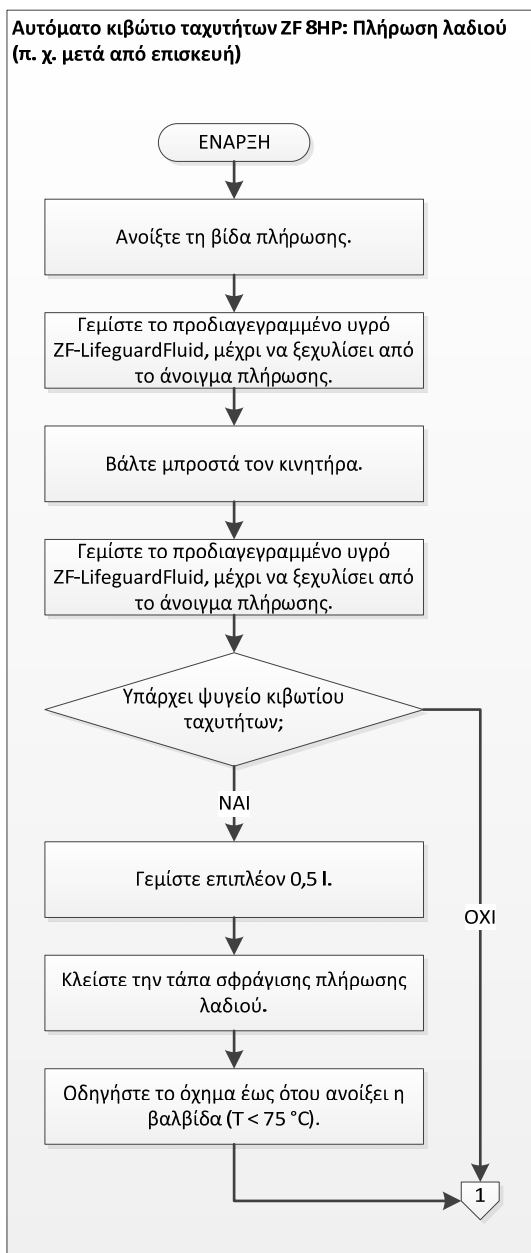 Αυτόματο κιβώτιο ταχυτήτων ZF 8HP: Πλήρωση λαδιού
(π. χ. μετά από επισκευή)
ΕΝΑΡΞΗ
Ανοίξτε τη βίδα πλήρωσης.
Γεμίστε το προδιαγεγραμμένο υγρό
ZF-LifeguardFluid, μέχρι να ξεχυλίσει από
το άνοιγμα πλήρωσης.
Βάλτε μπροστά τον κινητήρα.
Γεμίστε το προδιαγεγραμμένο υγρό
ZF-LifeguardFluid, μέχρι να ξεχυλίσει από
το άνοιγμα πλήρωσης.
Υπάρχει ψυγείο κιβωτίου
ταχυτήτων;
ΝΑΙ
Γεμίστε επιπλέον 0,5 l.
ΟΧΙ
Κλείστε την τάπα σφράγισης πλήρωσης
λαδιού.
Οδηγήστε το όχημα έως ότου ανοίξει η
βαλβίδα (T < 75 °C).
1